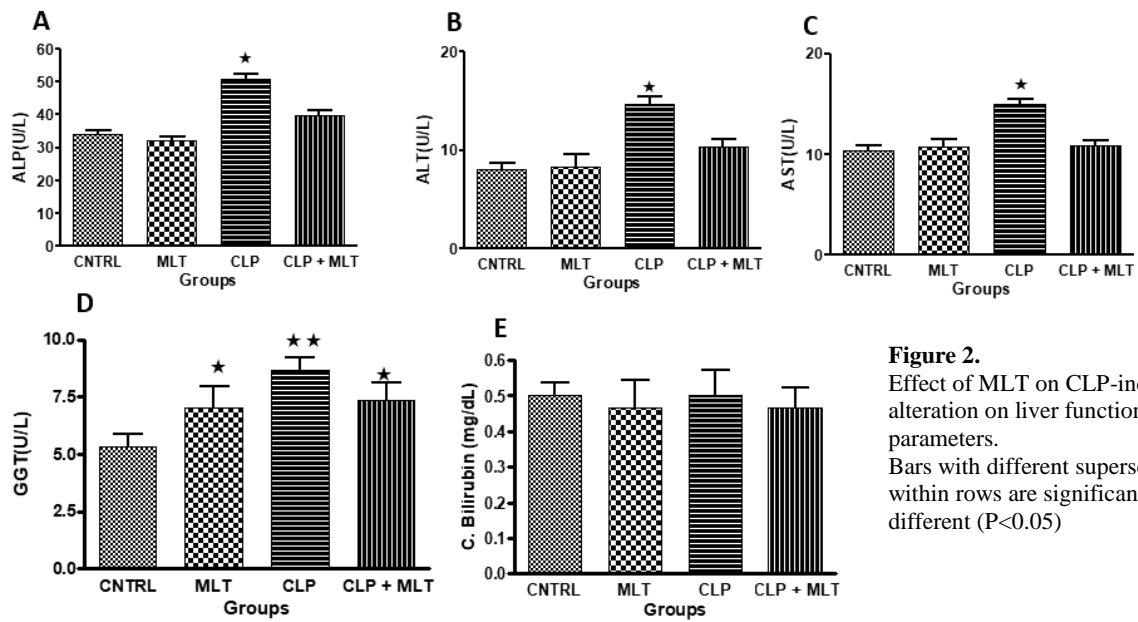 A
60
50
40
30
20
10
0
ALP(U/L)
★
CNTRL MLT CLP CLP + MLT
Groups
B
20
10
0
ALT(U/L)
★
CNTRL MLT CLP CLP + MLT
Groups
C
20
10
0
AST(U/L)
★
CNTRL MLT CLP CLP + MLT
Groups
D
10.0
7.5
5.0
2.5
0.0
GGT(U/L)
★ ★★ ★
CNTRL MLT CLP CLP + MLT
Groups
E
0.6
0.5
0.4
0.3
0.2
0.1
0.0
C. Bilirubin (mg/dL)
CNTRL MLT CLP CLP + MLT
Groups
Figure 2.
Effect of MLT on CLP-in
alteration on liver function
parameters.
Bars with different supers
within rows are significan
different (P<0.05)